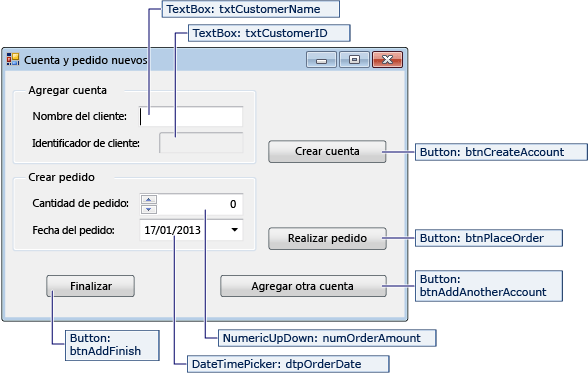 TextBox: txtCustomerName
TextBox: txtCustomerID
Cuenta y pedido nuevos
Agregar cuenta
Nombre del cliente:
Identificador de cliente:
Crear cuenta
Button: btnCreateAccount
Crear pedido
Cantidad de pedido:
0
Fecha del pedido:
17/01/2013
Realizar pedido
Button: btnPlaceOrder
Finalizar
Agregar otra cuenta
Button:
btnAddAnotherAccount
Button:
btnAddFinish
NumericUpDown: numOrderAmount
DateTimePicker: dtpOrderDate